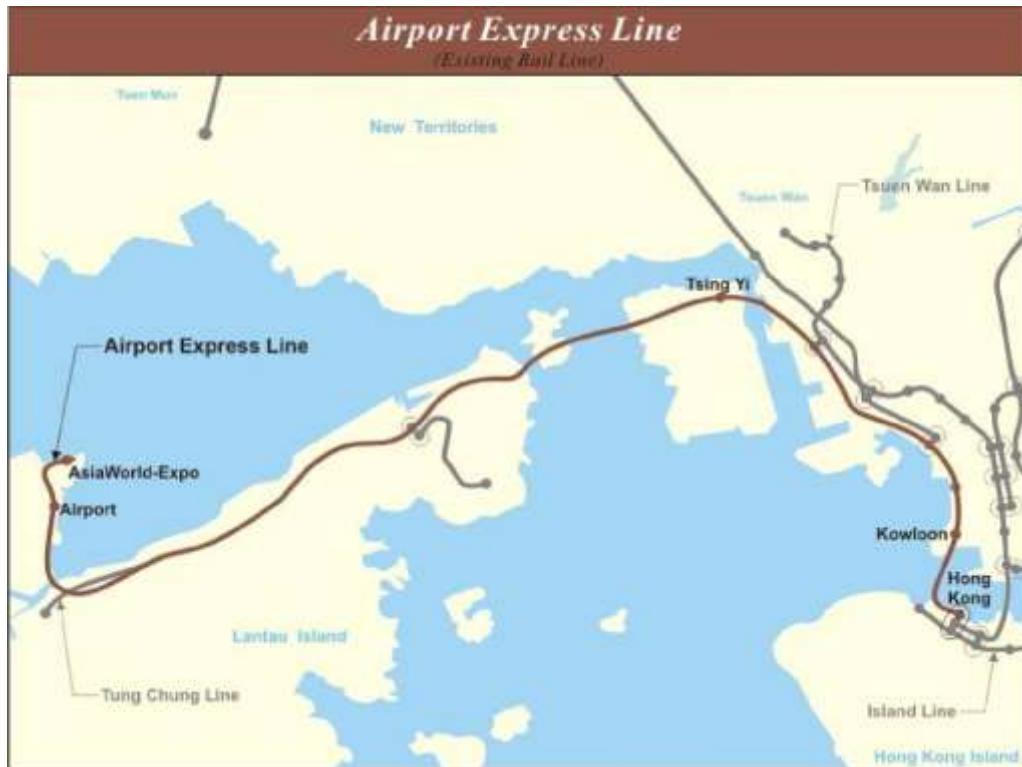 Airport Express Line
(Existing Rail Line)
Tuen Mun
New Territories
Tsuen Wan
Tsuen Wan Line
Tsing Yi
Airport Express Line
AsiaWorld-Expo
Airport
Kowloon
Hong
Kong
Lantau Island
Tung Chung Line
Island Line
Hong Kong Island